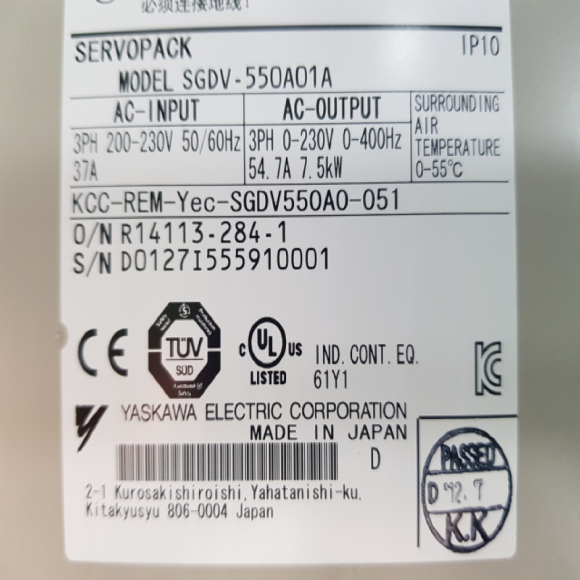 必须连接地线!
SERVOPACK IP10
MODEL SGDV-550A01A
AC-INPUT AC-OUTPUT SURROUNDING
AIR
TEMPERATURE
0-55℃
3PH 200-230V 50/60Hz 3PH 0-230V 0-400Hz
37A 54.7A 7.5kW
KCC-REM-Yec-SGDV550A0-051
O/N R14113-284-1
S/N D0127I555910001
CE TÜV SÜD c UL US LISTED IND. CONT. EQ.
61Y1
YASKAWA ELECTRIC CORPORATION
MADE IN JAPAN
D
2-1 Kurosakishiroishi, Yahatanishi-ku,
Kitakyusyu 806-0004 Japan
PASSED
D '12.7
K.K